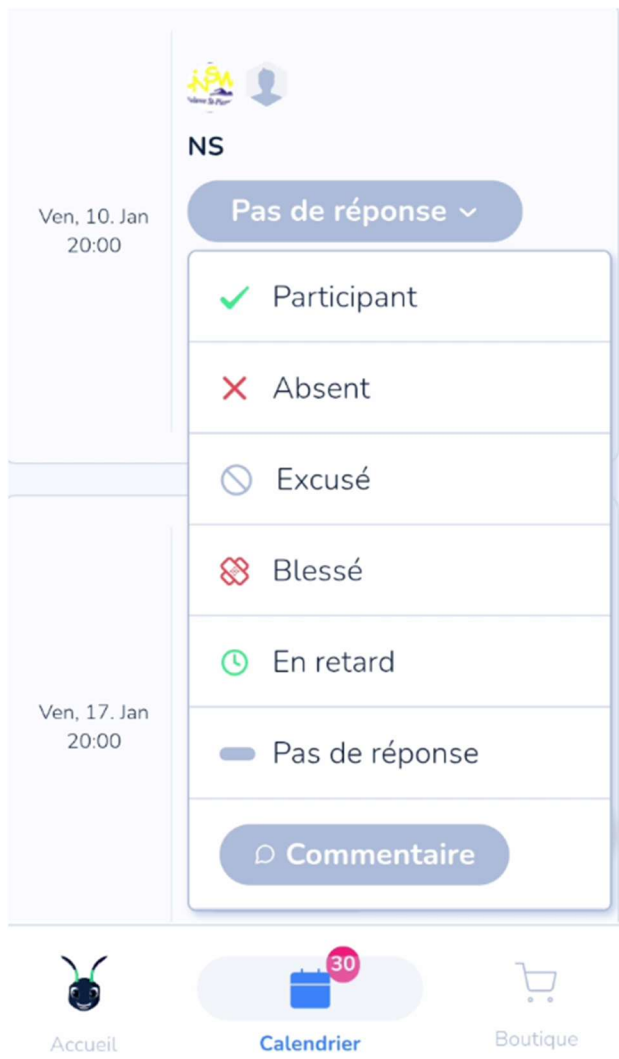 NSM
NS
Ven, 10. Jan
20:00
Pas de réponse
Participant
Absent
Excusé
Blessé
En retard
Pas de réponse
Commentaire
Ven, 17. Jan
20:00
30
Accueil
Calendrier
Boutique